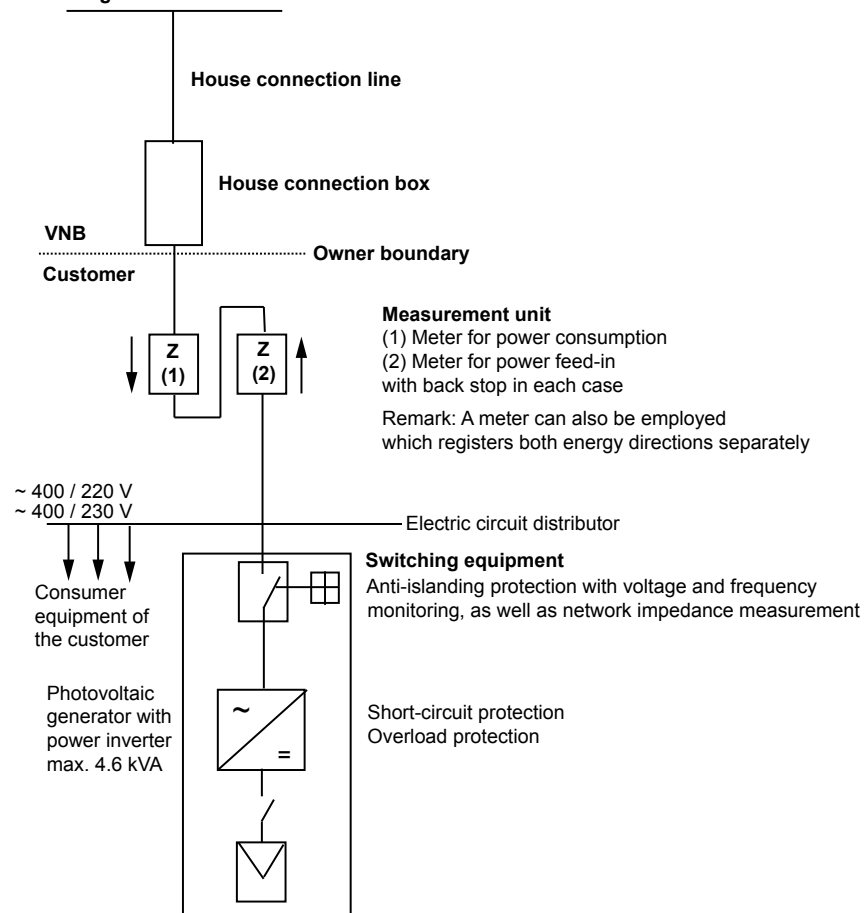 House connection line
House connection box
VNB
Owner boundary
Customer
Measurement unit
(1) Meter for power consumption
(2) Meter for power feed-in
with back stop in each case
Remark: A meter can also be employed
which registers both energy directions separately
Z
(1)
Z
(2)
~ 400 / 220 V
~ 400 / 230 V
Electric circuit distributor
Switching equipment
Anti-islanding protection with voltage and frequency
monitoring, as well as network impedance measurement
Consumer
equipment of
the customer
Photovoltaic
generator with
power inverter
max. 4.6 kVA
~
=
Short-circuit protection
Overload protection